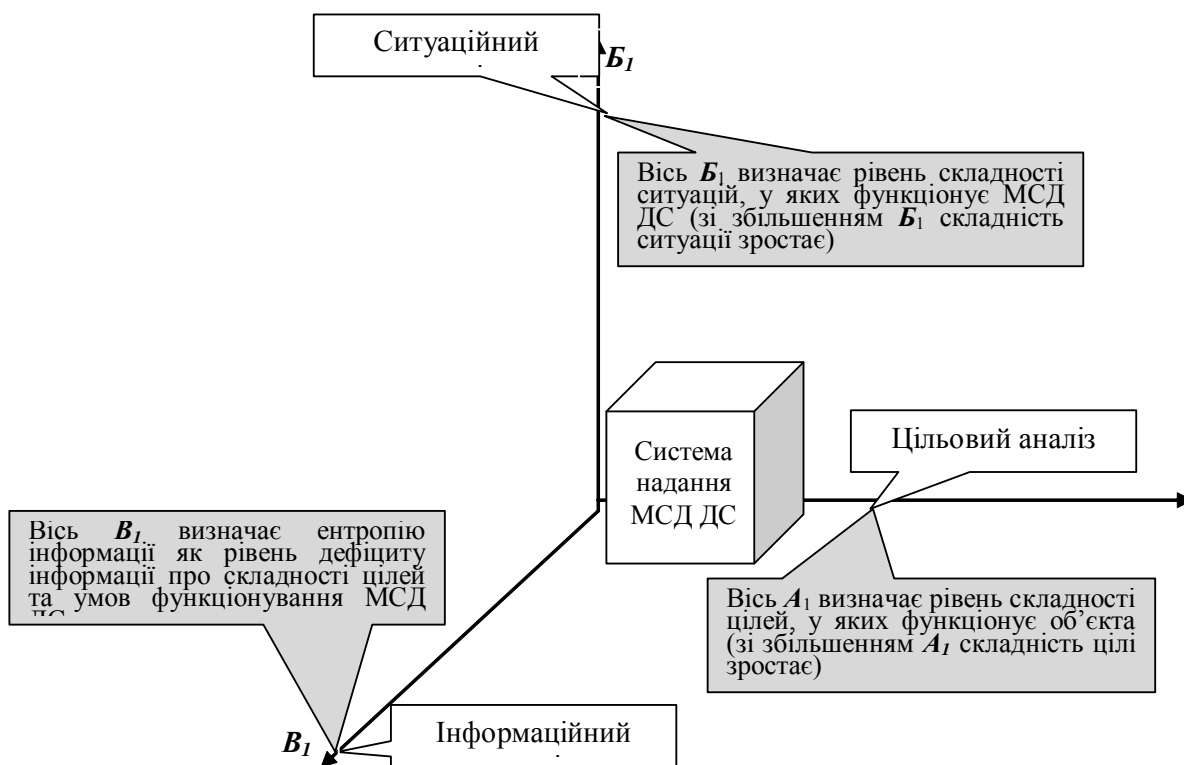 Ситуаційний
Б1
Вісь Б1 визначає рівень складності
ситуацій, у яких функціонує МСД
ДС (зі збільшенням Б1 складність
ситуації зростає)
Система
надання
МСД ДС
Цільовий аналіз
Вісь В1 визначає ентропію
інформації як рівень дефіциту
інформації про складності цілей
та умов функціонування МСД
Вісь А1 визначає рівень складності
цілей, у яких функціонує об’єкта
(зі збільшенням А1 складність цілі
зростає)
В1
Інформаційний